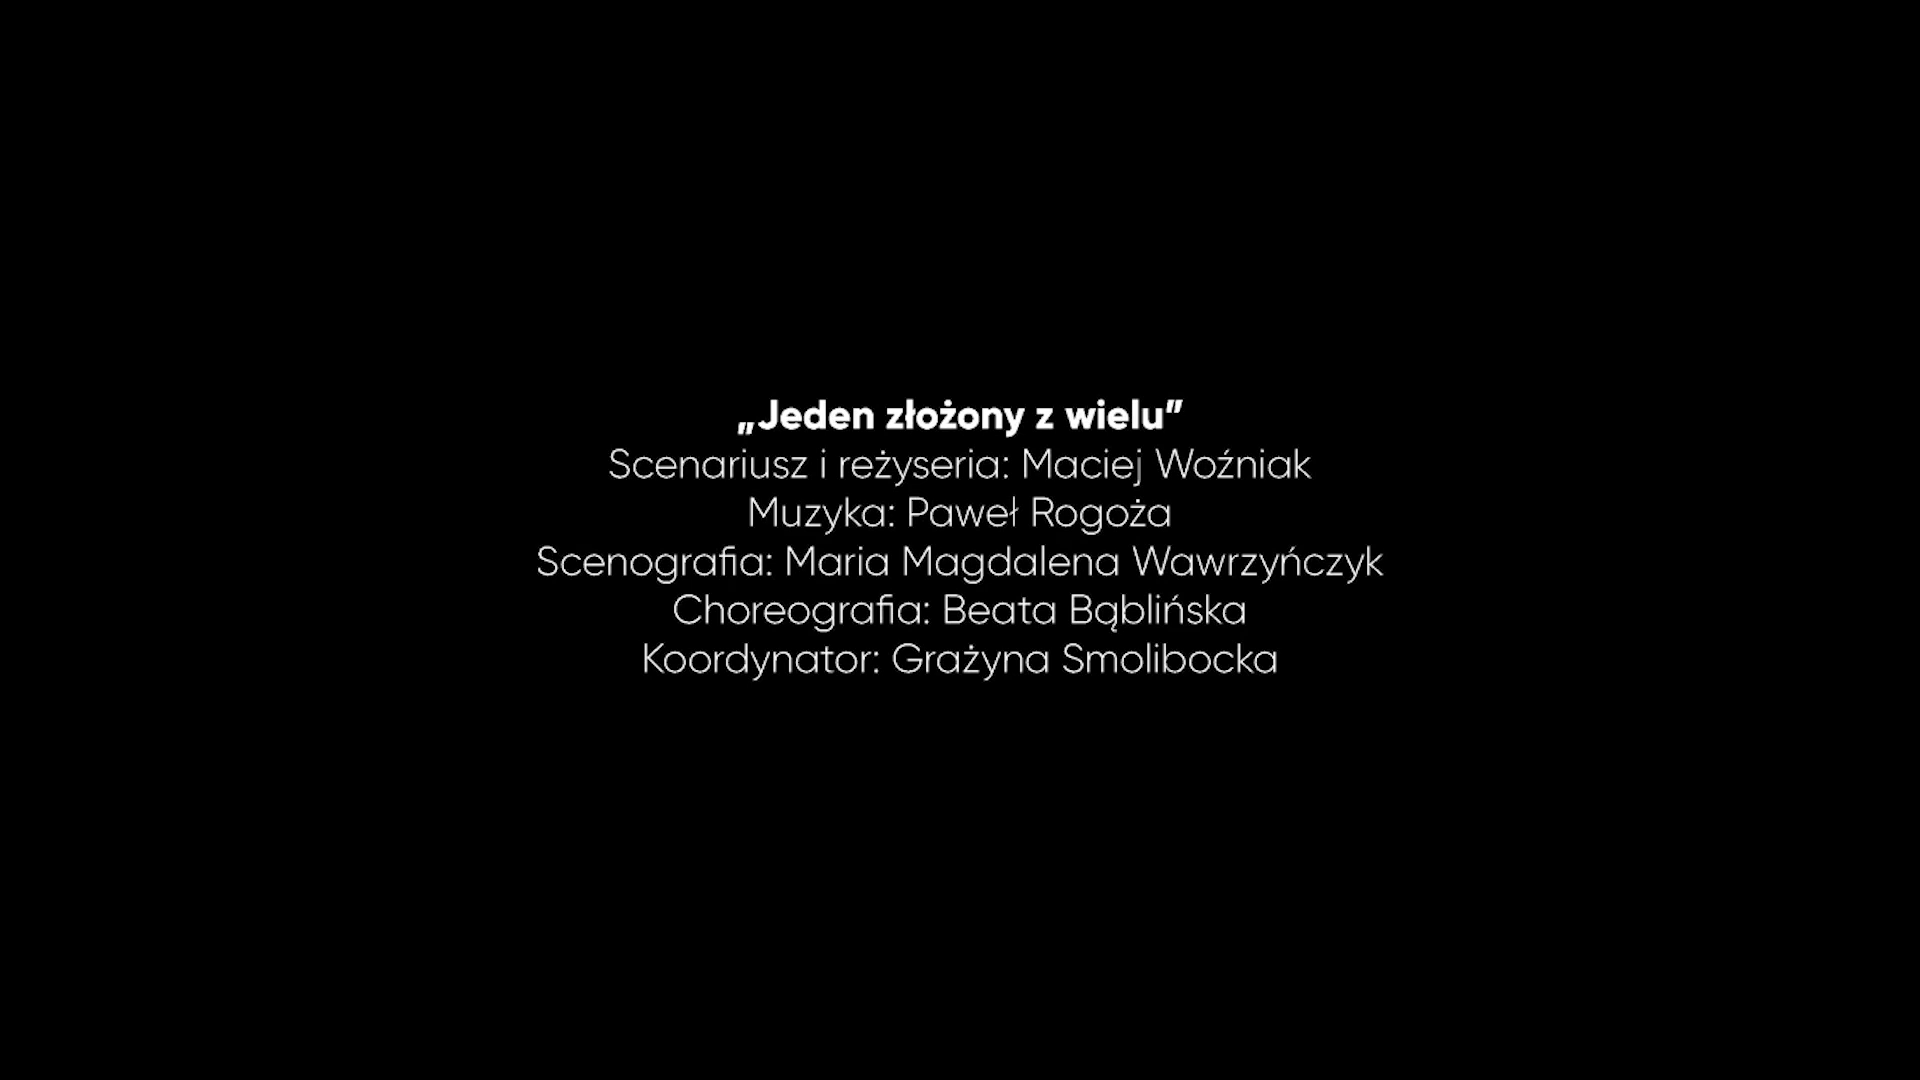 „Jeden złożony z wielu”
Scenariusz i reżyseria: Maciej Woźniak
Muzyka: Paweł Rogoża
Scenografia: Maria Magdalena Wawrzyńczyk
Choreografia: Beata Bąblińska
Koordynator: Grażyna Smolibocka